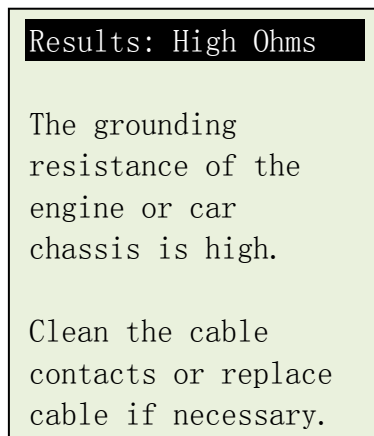 Results: High Ohms
The grounding
resistance of the
engine or car
chassis is high.
Clean the cable
contacts or replace
cable if necessary.